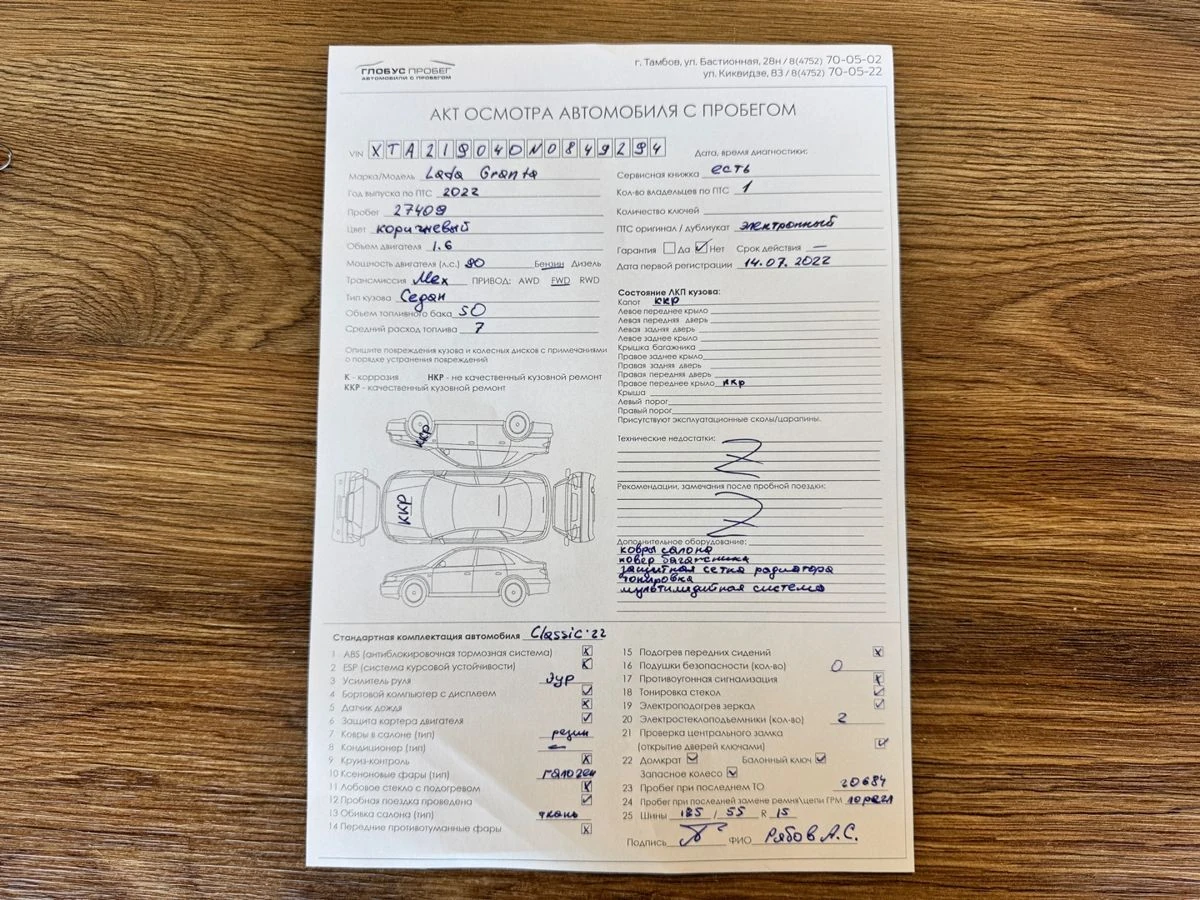 ГЛОБУС ПРОБЕГ
АВТОМОБИЛИ С ПРОБЕГОМ
г. Тамбов, ул. Бастионная, 28н / 8(4752) 70-05-02
ул. Киквидзе, 83 / 8(4752) 70-05-22
АКТ ОСМОТРА АВТОМОБИЛЯ С ПРОБЕГОМ
VIN XTA219040N0849294
Марка/Модель Lada Granta
Год выпуска по ПТС 2022
Пробег 27409
Цвет коричневый
Объем двигателя 1.6
Мощность двигателя (л.с.) 90 Бензин Дизель
Трансмиссия Мех ПРИВОД: AWD FWD RWD
Тип кузова Седан
Объем топливного бака 50
Средний расход топлива 7
Опишите повреждения кузова и колесных дисков с примечаниями
о порядке устранения повреждений
К - коррозия НКР - не качественный кузовной ремонт
ККР - качественный кузовной ремонт
ККР
ККР
Дата, время диагностики:
Сервисная книжка есть
Кол-во владельцев по ПТС 1
Количество ключей
ПТС оригинал / дубликат электронный
Гарантия Да Нет Срок действия —
Дата первой регистрации 14.07.2022
Состояние ЛКП кузова:
Капот ККР
Левое переднее крыло
Левая передняя дверь
Левая задняя дверь
Левое заднее крыло
Крышка багажника
Правое заднее крыло
Правая задняя дверь
Правая передняя дверь
Правое переднее крыло ккр
Крыша
Левый порог
Правый порог
Присутствуют эксплуатационные сколы/царапины.
Технические недостатки:
Рекомендации, замечания после пробной поездки:
Дополнительное оборудование:
ковры салона
ковер багажника
защитная сетка радиатора
тонировка
мультимедийная система
Стандартная комплектация автомобиля Classic'22
1 ABS (антиблокировочная тормозная система)
2 ESP (система курсовой устойчивости)
3 Усилитель руля Эур
4 Бортовой компьютер с дисплеем
5 Датчик дождя
6 Защита картера двигателя
7 Ковры в салоне (тип) резин
8 Кондиционер (тип) —
9 Круиз-контроль
10 Ксеноновые фары (тип) галоген
11 Лобовое стекло с подогревом
12 Пробная поездка проведена
13 Обивка салона (тип) ткань
14 Передние противотуманные фары
15 Подогрев передних сидений
16 Подушки безопасности (кол-во) 0
17 Противоугонная сигнализация
18 Тонировка стекол
19 Электроподогрев зеркал
20 Электростеклоподъемники (кол-во) 2
21 Проверка центрального замка
(открытие дверей ключами)
22 Домкрат Балонный ключ
Запасное колесо
23 Пробег при последнем ТО 20684
24 Пробег при последней замене ремня\цепи ГРМ
25 Шины 185 / 55 R 15
Подпись ФИО Рябов А.С.